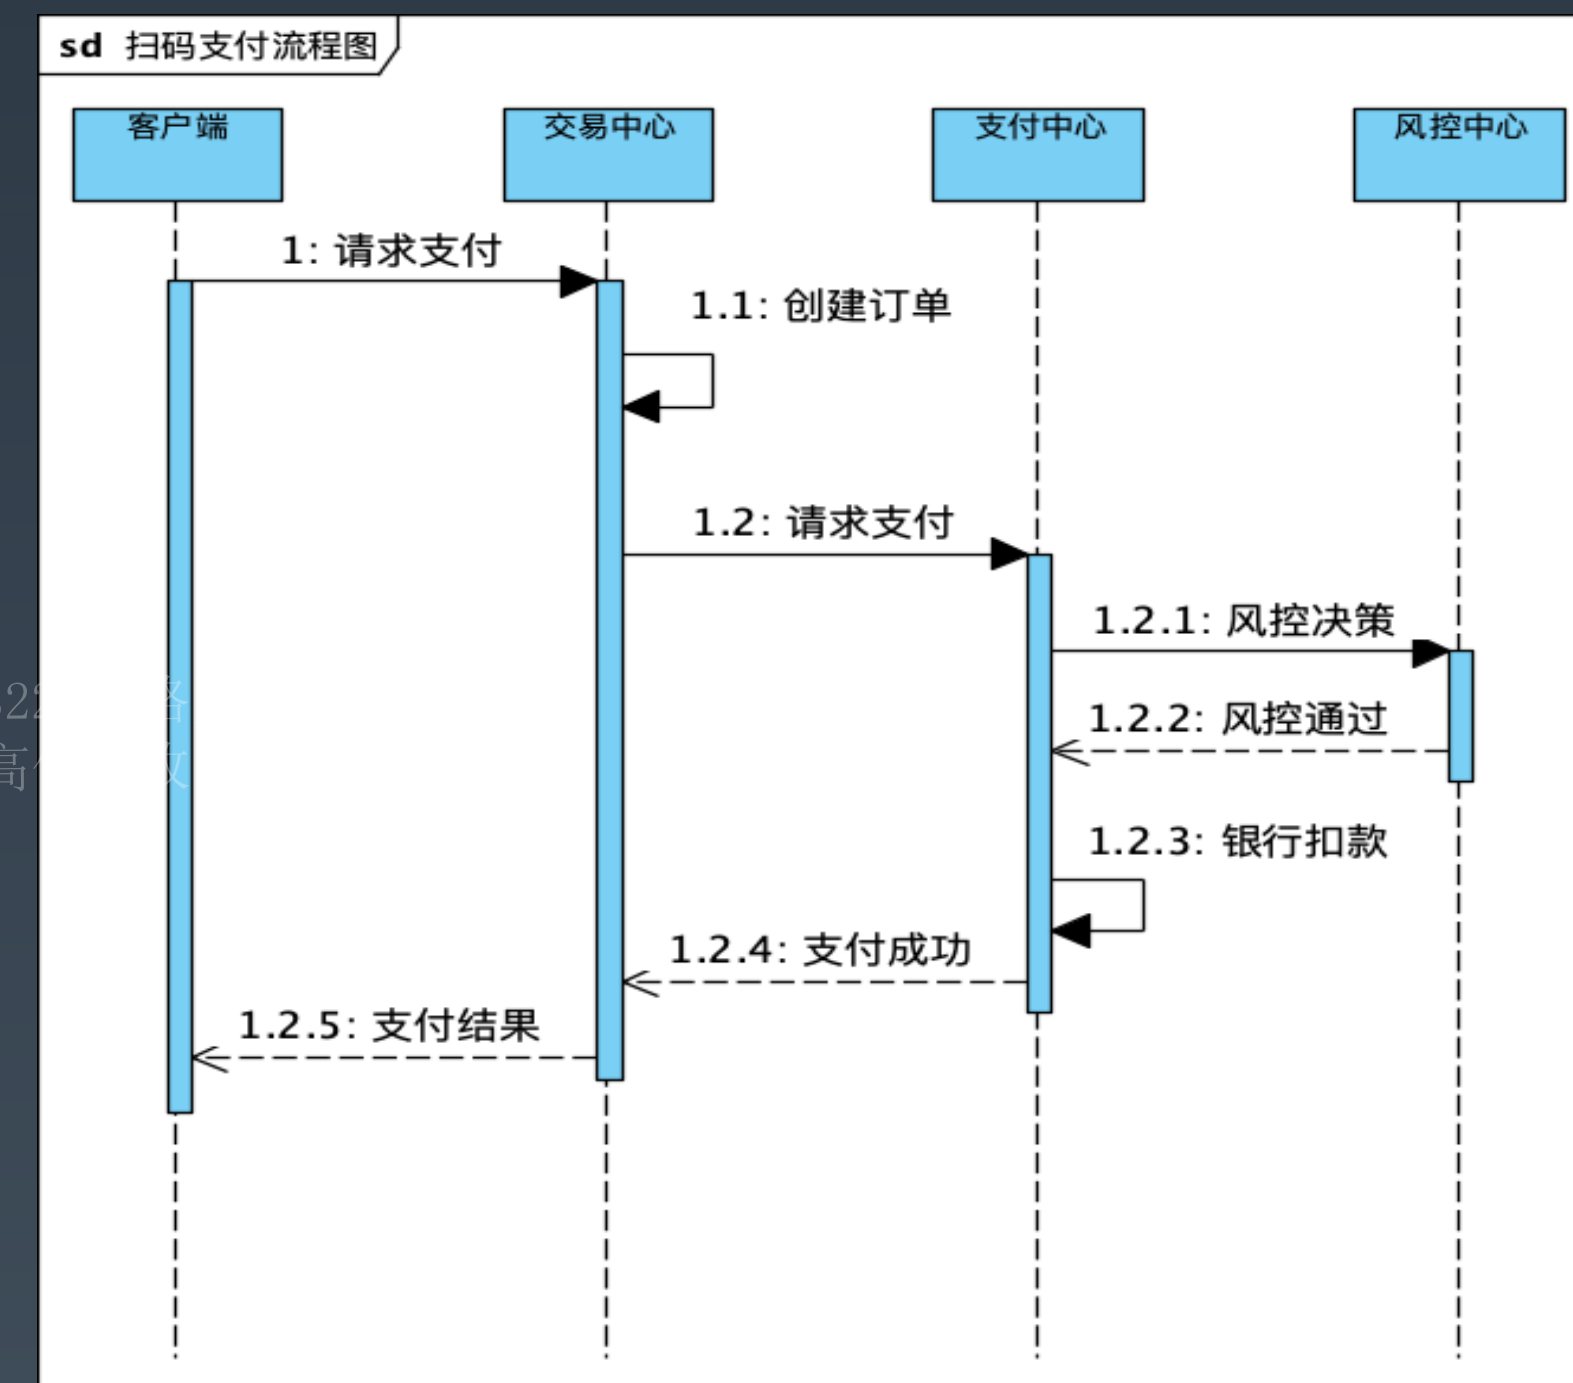 sd 扫码支付流程图
客户端
交易中心
支付中心
风控中心
1: 请求支付
1.1: 创建订单
1.2: 请求支付
1.2.1: 风控决策
1.2.2: 风控通过
1.2.3: 银行扣款
1.2.4: 支付成功
1.2.5: 支付结果